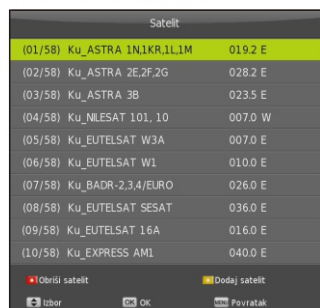 Satelit
(01/58) Ku_ASTRA 1N,1KR,1L,1M 019.2 E
(02/58) Ku_ASTRA 2E,2F,2G 028.2 E
(03/58) Ku_ASTRA 3B 023.5 E
(04/58) Ku_NILESAT 101, 10 007.0 W
(05/58) Ku_EUTELSAT W3A 007.0 E
(06/58) Ku_EUTELSAT W1 010.0 E
(07/58) Ku_BADR-2,3,4/EURO 026.0 E
(08/58) Ku_EUTELSAT SESAT 036.0 E
(09/58) Ku_EUTELSAT 16A 016.0 E
(10/58) Ku_EXPRESS AM1 040.0 E
Obriši satelit Dodaj satelit
Izbor OK OK MENU Povratak